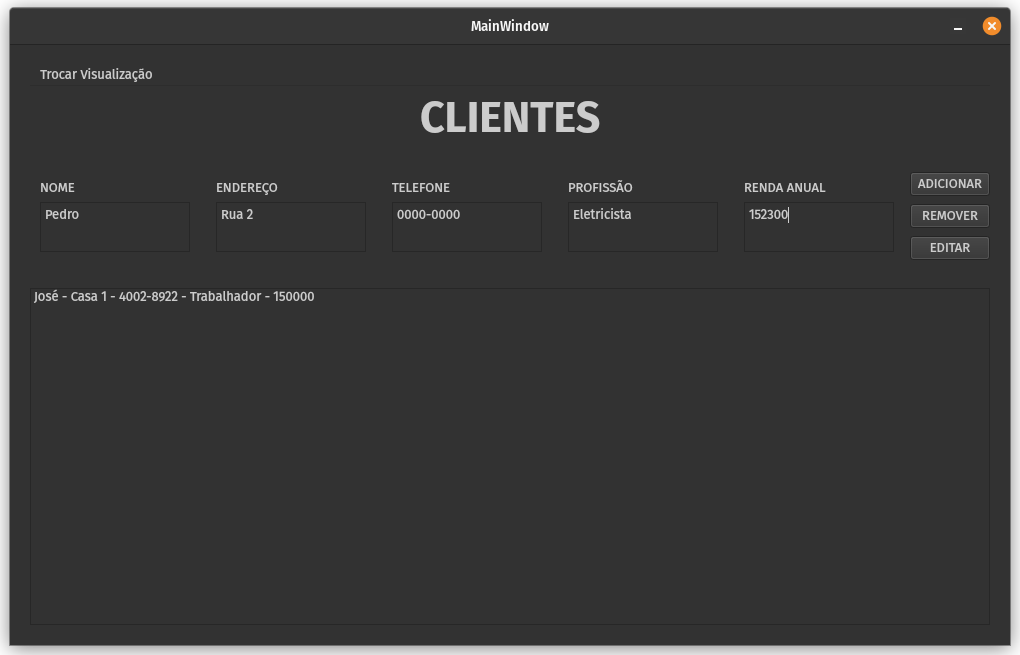 MainWindow
Trocar Visualização
CLIENTES
NOME ENDEREÇO TELEFONE PROFISSÃO RENDA ANUAL
Pedro Rua 2 0000-0000 Eletricista 152300
ADICIONAR
REMOVER
EDITAR
José - Casa 1 - 4002-8922 - Trabalhador - 150000